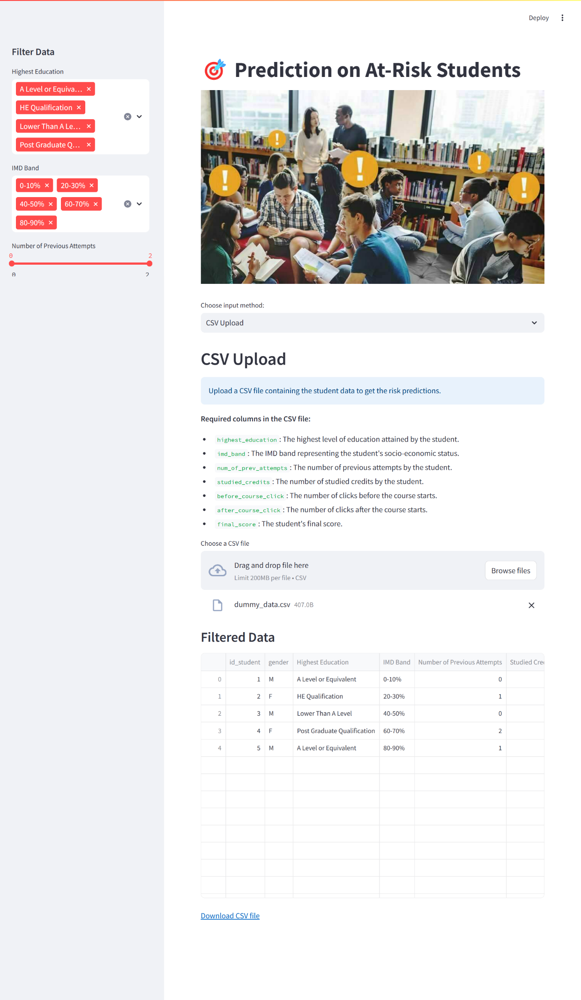 Deploy
Filter Data
Highest Education
A Level or Equiva...
HE Qualification
Lower Than A Le...
Post Graduate Q...
IMD Band
0-10% 20-30%
40-50% 60-70%
80-90%
Number of Previous Attempts
0 2
0 2
Prediction on At-Risk Students
Choose input method:
CSV Upload
CSV Upload
Upload a CSV file containing the student data to get the risk predictions.
Required columns in the CSV file:
• highest_education : The highest level of education attained by the student.
• imd_band : The IMD band representing the student's socio-economic status.
• num_of_prev_attempts : The number of previous attempts by the student.
• studied_credits : The number of studied credits by the student.
• before_course_click : The number of clicks before the course starts.
• after_course_click : The number of clicks after the course starts.
• final_score : The student's final score.
Choose a CSV file
Drag and drop file here
Limit 200MB per file • CSV
Browse files
dummy_data.csv 407.0B
Filtered Data
id_student gender Highest Education IMD Band Number of Previous Attempts Studied Cre
0 1 M A Level or Equivalent 0-10% 0
1 2 F HE Qualification 20-30% 1
2 3 M Lower Than A Level 40-50% 0
3 4 F Post Graduate Qualification 60-70% 2
4 5 M A Level or Equivalent 80-90% 1
Download CSV file